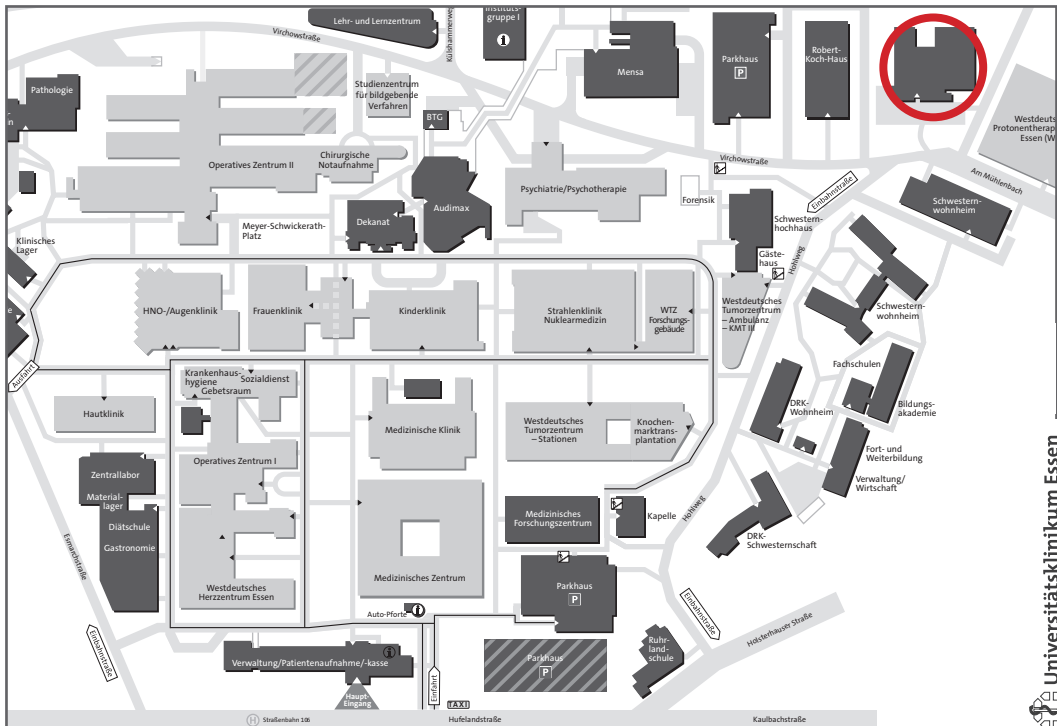 Lehr- und Lernzentrum
Virchowstraße
Külshammerweg
Instituts-
gruppe I
i
Mensa
Parkhaus
P
Robert-
Koch-Haus
Pathologie
Studienzentrum
für bildgebende
Verfahren
BTG
Westdeuts
Protonentherap
Essen (W
Chirurgische
Notaufnahme
Operatives Zentrum II
Psychiatrie/Psychotherapie
Virchowstraße
Am Mühlenbach
Forensik
Einbahnstraße
Schwestern-
wohnheim
Audimax
Dekanat
Meyer-Schwickerath-
Platz
Schwestern-
hochhaus
Klinisches
Lager
Gäste-
haus
Hohlweg
HNO-/Augenklinik
Frauenklinik
Kinderklinik
Strahlenklinik
Nuklearmedizin
WTZ
Forschungs-
gebäude
Westdeutsches
Tumorzentrum
– Ambulanz
– KMT III
Schwestern-
wohnheim
Ausfahrt
Krankenhaus-
hygiene
Gebetsraum
Sozialdienst
Fachschulen
Hautklinik
Medizinische Klinik
Westdeutsches
Tumorzentrum
– Stationen
Knochen-
marktrans-
plantation
DRK-
Wohnheim
Bildungs-
akademie
Operatives Zentrum I
Fort- und
Weiterbildung
Verwaltung/
Wirtschaft
Zentrallabor
Material-
lager
Diätschule
Gastronomie
Medizinisches
Forschungszentrum
Kapelle
Hohlweg
DRK-
Schwesternschaft
Esmarchstraße
Medizinisches Zentrum
Westdeutsches
Herzzentrum Essen
Parkhaus
P
Auto-Pforte
i
Einbahnstraße
Holsterhauser Straße
Einbahnstraße
Verwaltung/Patientenaufnahme/-kasse
i
Parkhaus
P
Ruhr-
land-
schule
Haupt-
Eingang
Einfahrt
TAXI
H Straßenbahn 106
Hufelandstraße
Kaulbachstraße
Universitätsklinikum Essen